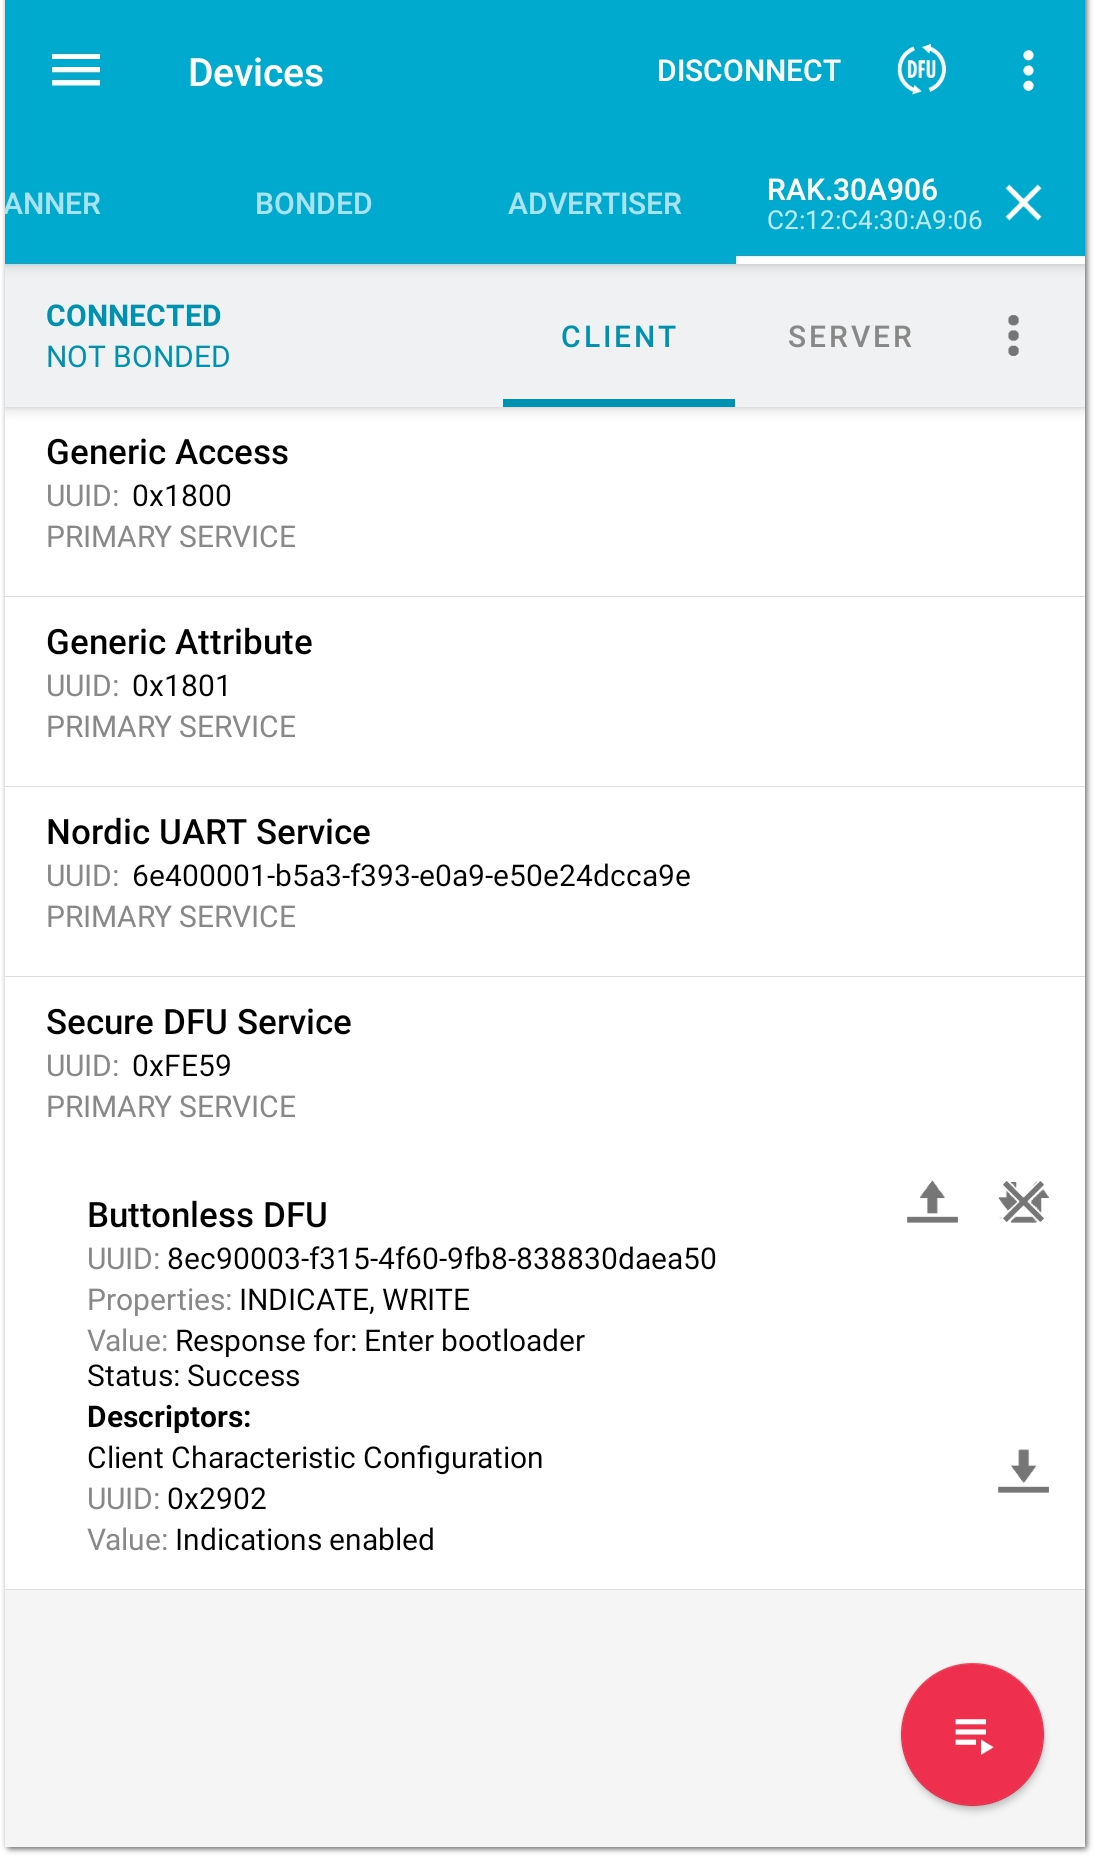 Devices
DISCONNECT
DFU
ANNER
BONDED
ADVERTISER
RAK.30A906
C2:12:C4:30:A9:06
CONNECTED
NOT BONDED
CLIENT
SERVER
Generic Access
UUID: 0x1800
PRIMARY SERVICE
Generic Attribute
UUID: 0x1801
PRIMARY SERVICE
Nordic UART Service
UUID: 6e400001-b5a3-f393-e0a9-e50e24dcca9e
PRIMARY SERVICE
Secure DFU Service
UUID: 0xFE59
PRIMARY SERVICE
Buttonless DFU
UUID: 8ec90003-f315-4f60-9fb8-838830daea50
Properties: INDICATE, WRITE
Value: Response for: Enter bootloader
Status: Success
Descriptors:
Client Characteristic Configuration
UUID: 0x2902
Value: Indications enabled